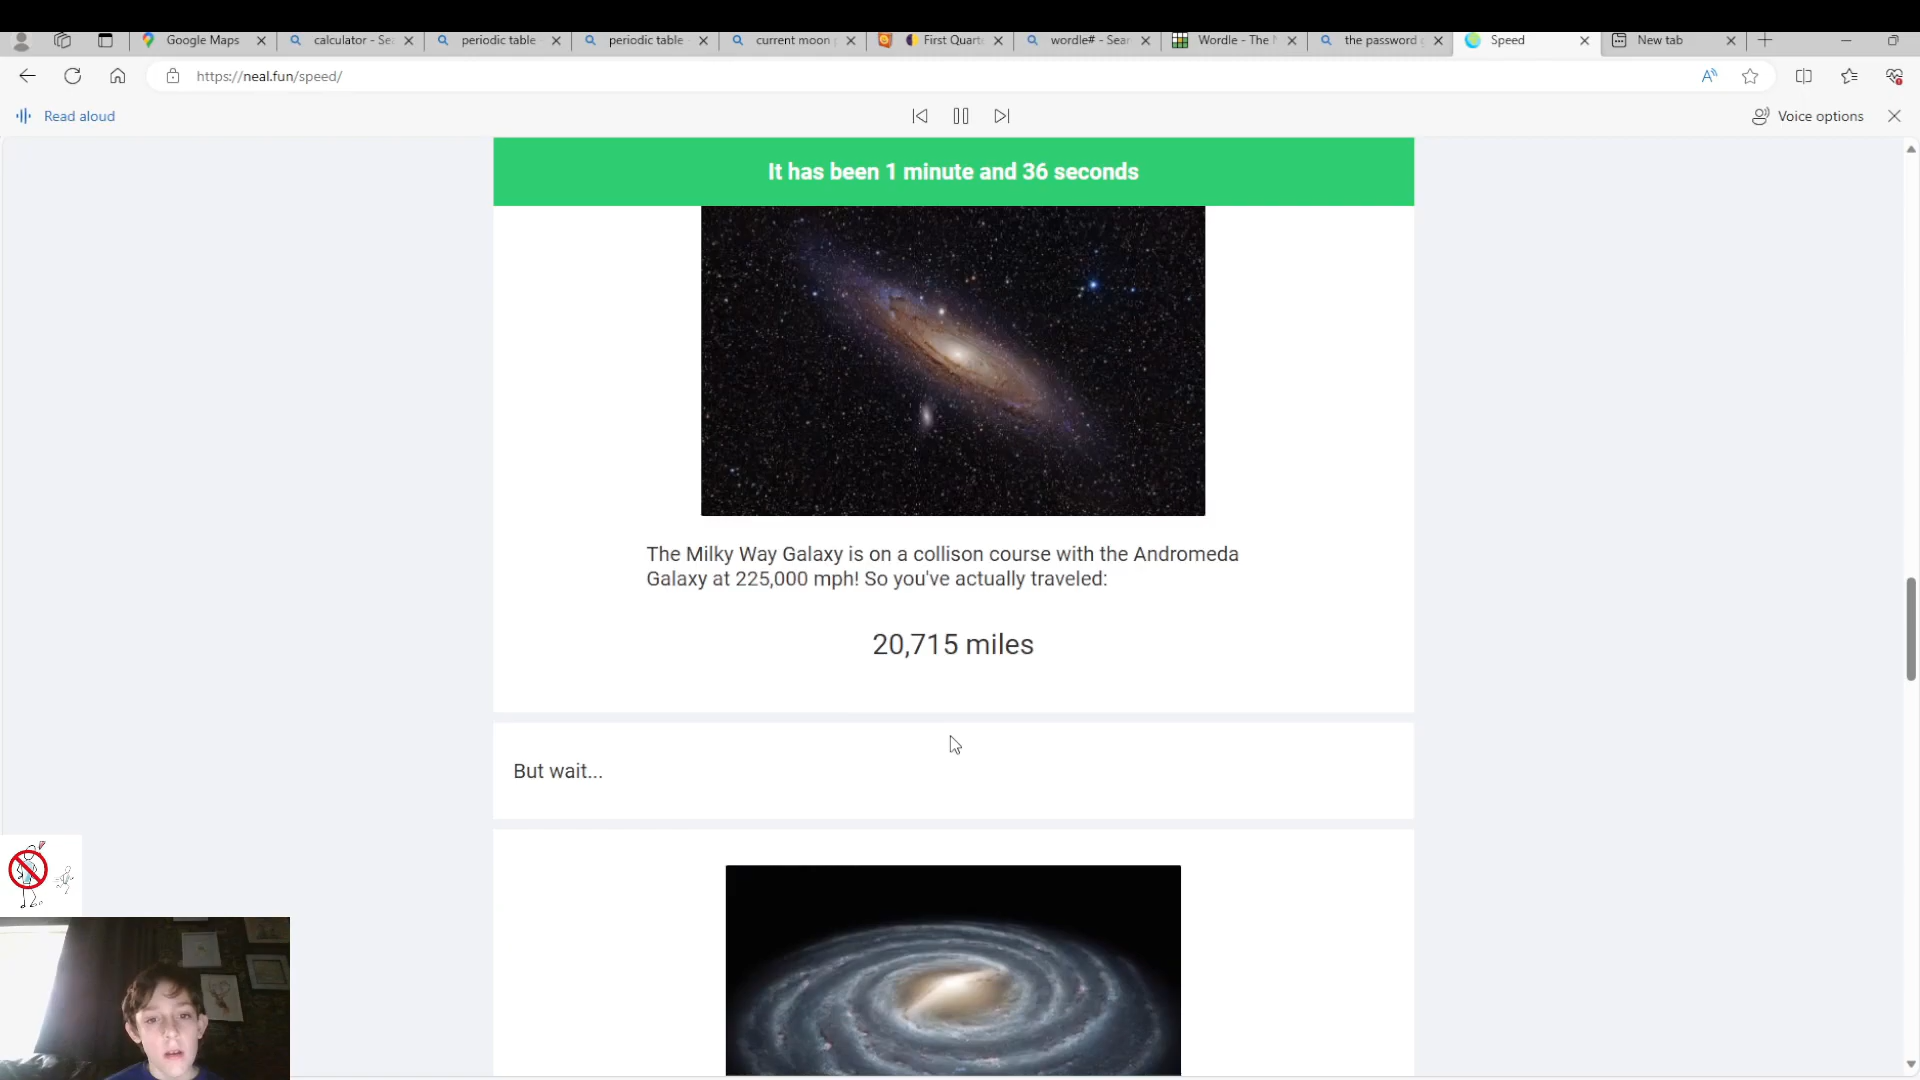 Google Maps
calculator - Sea
periodic table
periodic table -
current moon p
First Quarte
wordle# - Sear
Wordle - The N
the password g
Speed
New tab
https://neal.fun/speed/
Read aloud
Voice options
It has been 1 minute and 36 seconds
The Milky Way Galaxy is on a collison course with the Andromeda
Galaxy at 225,000 mph! So you've actually traveled:
20,715 miles
But wait...